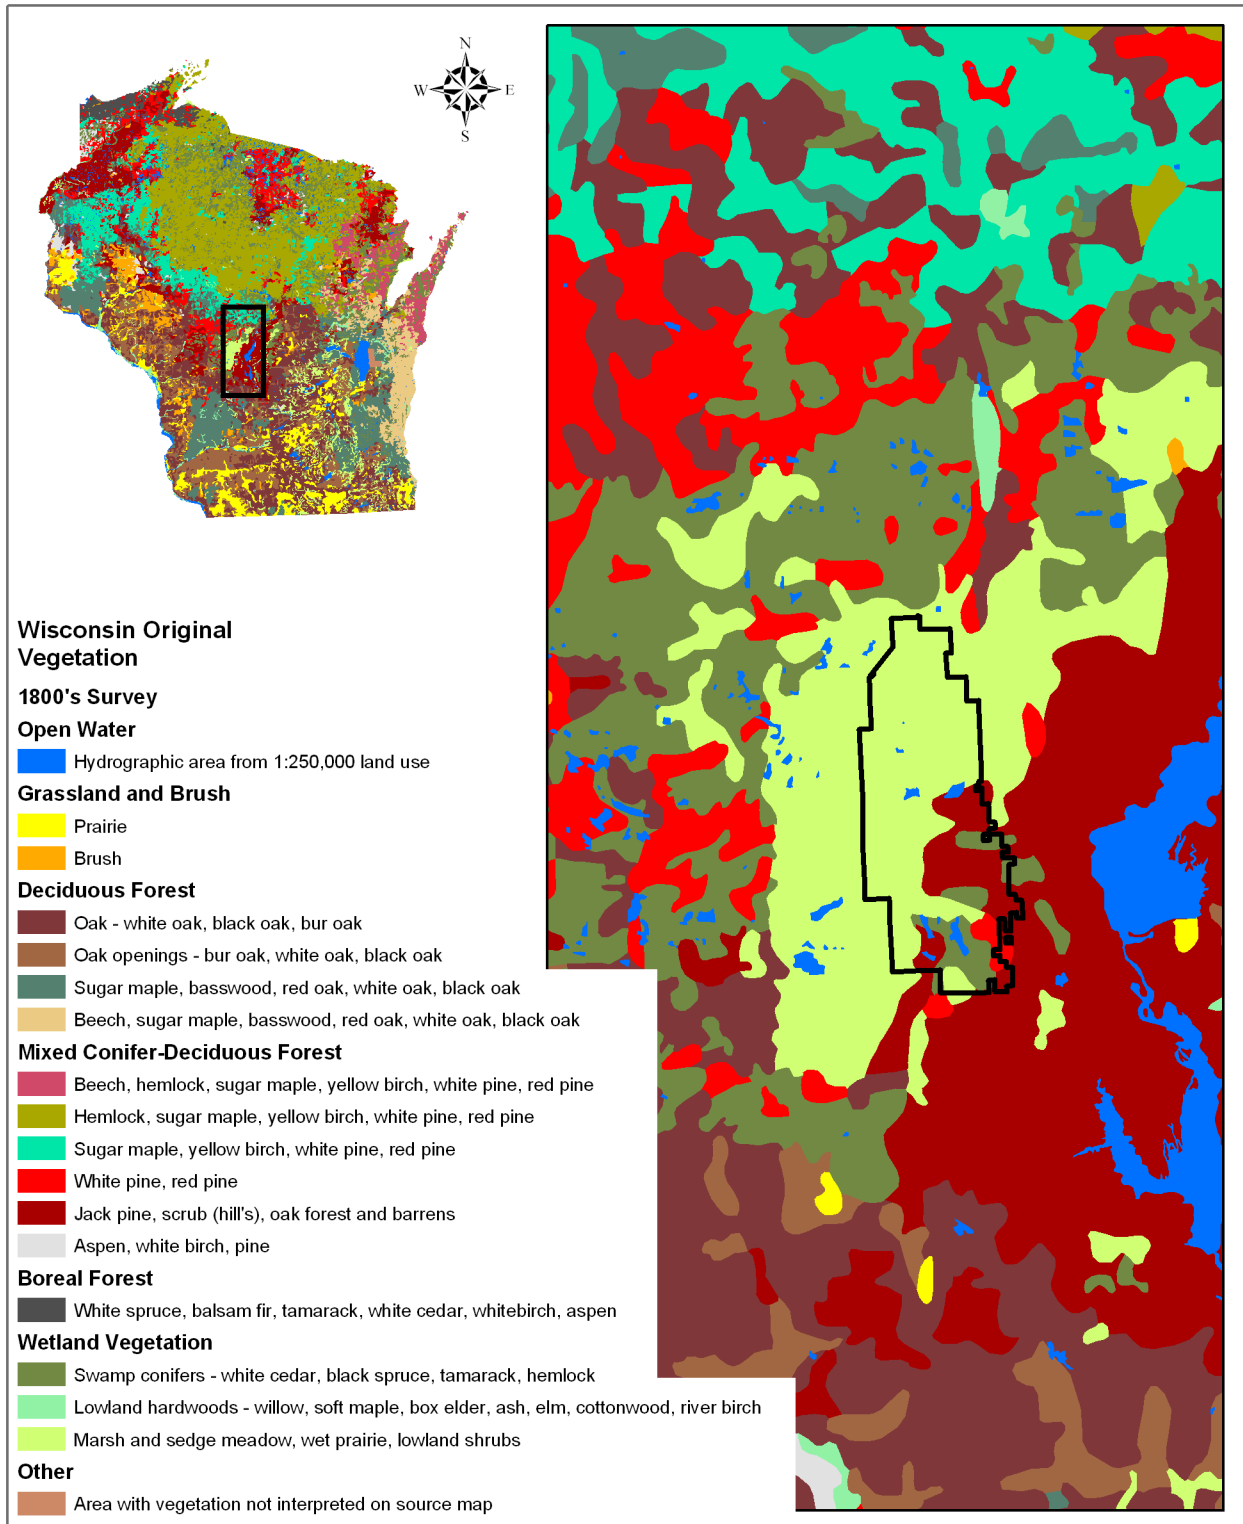 N
W
E
S
Wisconsin Original
Vegetation
1800's Survey
Open Water
Hydrographic area from 1:250,000 land use
Grassland and Brush
Prairie
Brush
Deciduous Forest
Oak - white oak, black oak, bur oak
Oak openings - bur oak, white oak, black oak
Sugar maple, basswood, red oak, white oak, black oak
Beech, sugar maple, basswood, red oak, white oak, black oak
Mixed Conifer-Deciduous Forest
Beech, hemlock, sugar maple, yellow birch, white pine, red pine
Hemlock, sugar maple, yellow birch, white pine, red pine
Sugar maple, yellow birch, white pine, red pine
White pine, red pine
Jack pine, scrub (hill's), oak forest and barrens
Aspen, white birch, pine
Boreal Forest
White spruce, balsam fir, tamarack, white cedar, whitebirch, aspen
Wetland Vegetation
Swamp conifers - white cedar, black spruce, tamarack, hemlock
Lowland hardwoods - willow, soft maple, box elder, ash, elm, cottonwood, river birch
Marsh and sedge meadow, wet prairie, lowland shrubs
Other
Area with vegetation not interpreted on source map